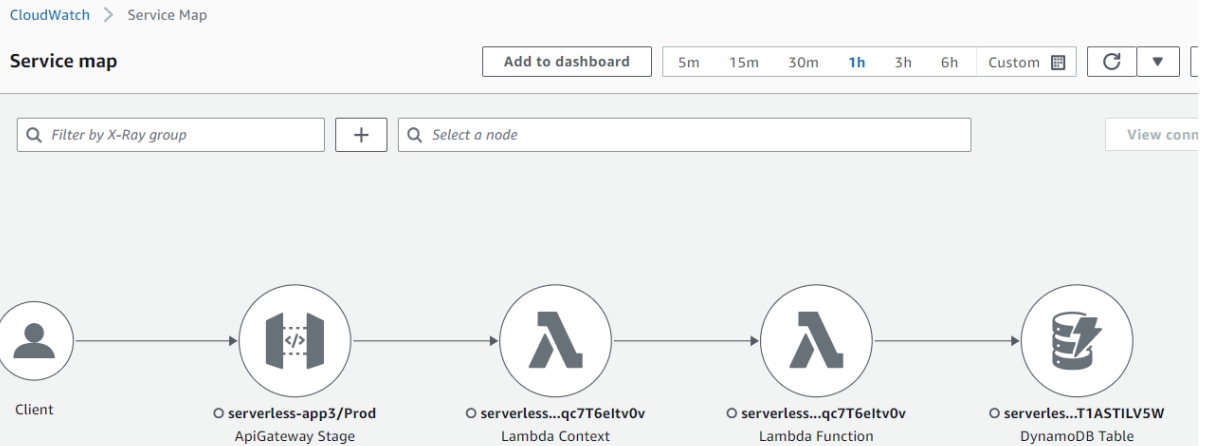 CloudWatch > Service Map
Service map
Add to dashboard
5m 15m 30m 1h 3h 6h Custom
Filter by X-Ray group
+
Select a node
View conn
</>
Client
serverless-app3/Prod
ApiGateway Stage
serverless...qc7T6eItv0v
Lambda Context
serverless...qc7T6eItv0v
Lambda Function
serverles...T1ASTILV5W
DynamoDB Table